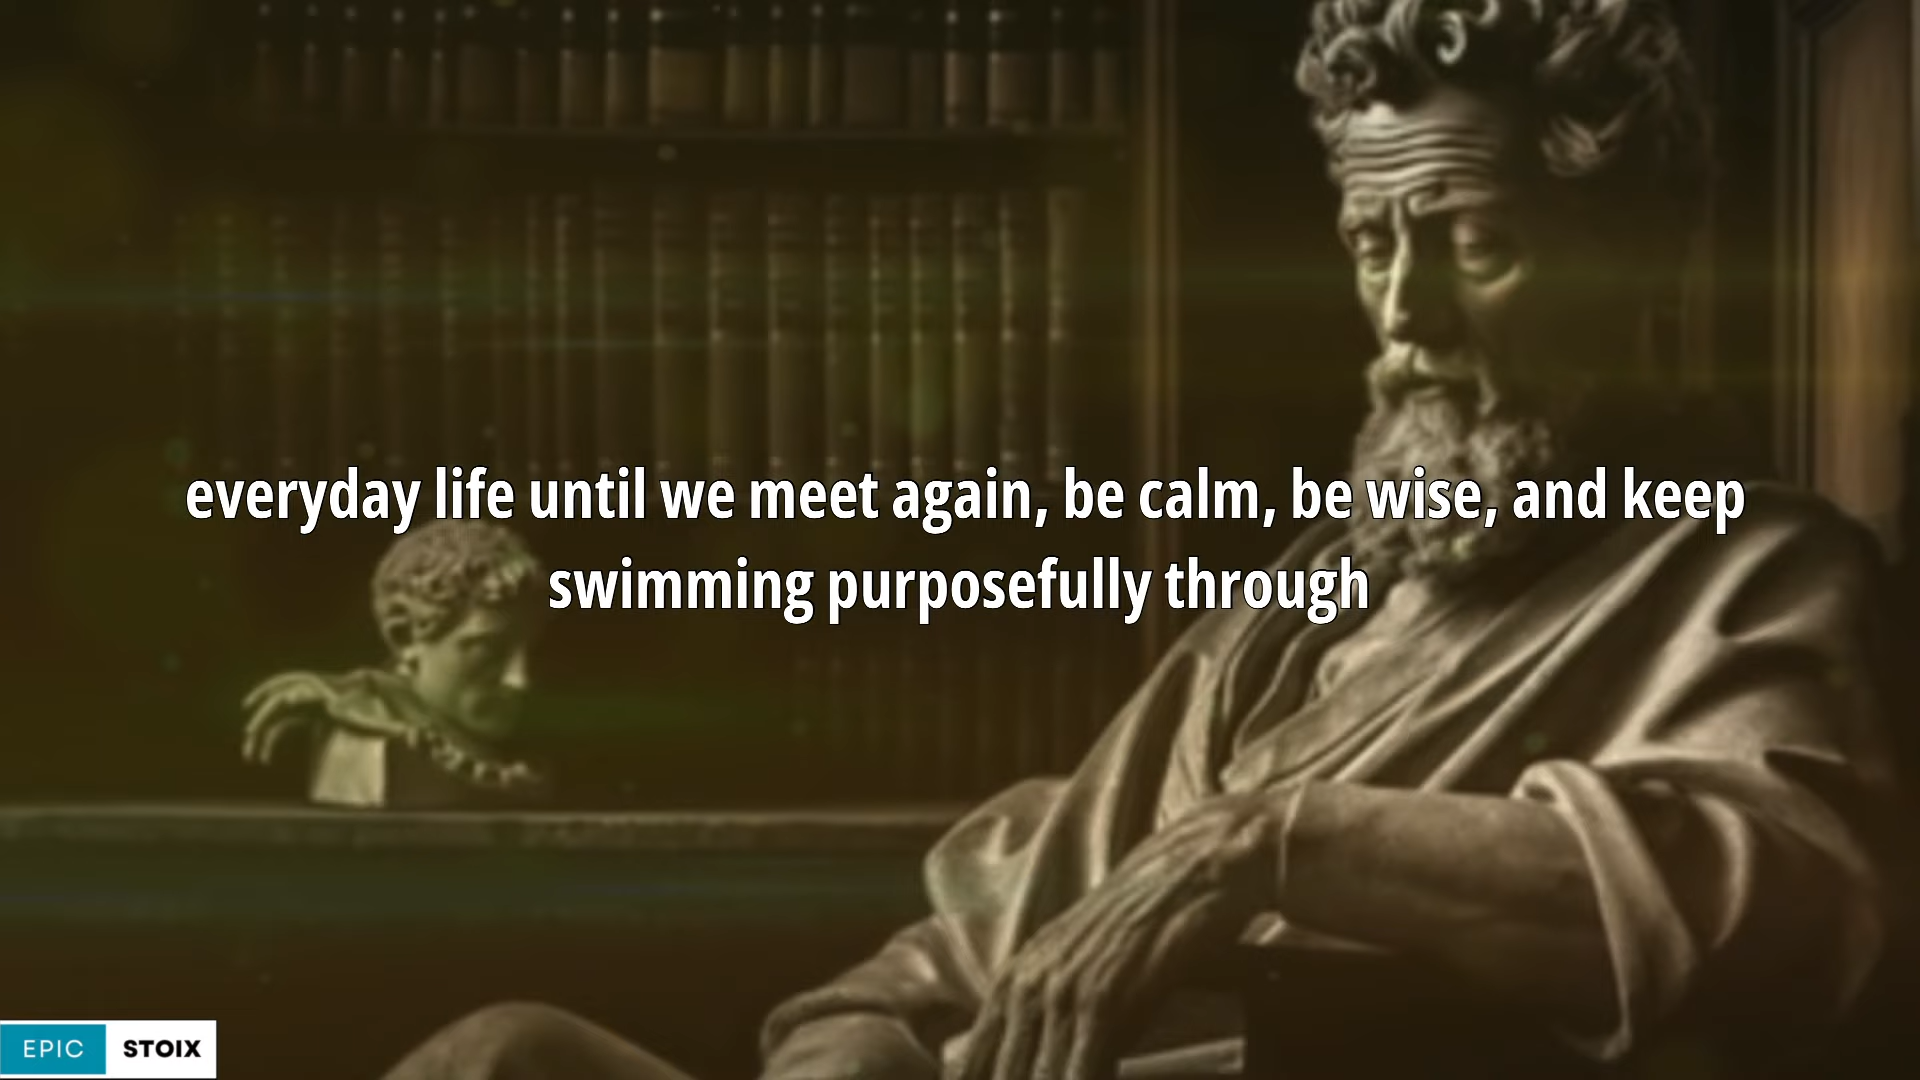 everyday life until we meet again, be calm, be wise, and keep
swimming purposefully through
EPIC STOIX